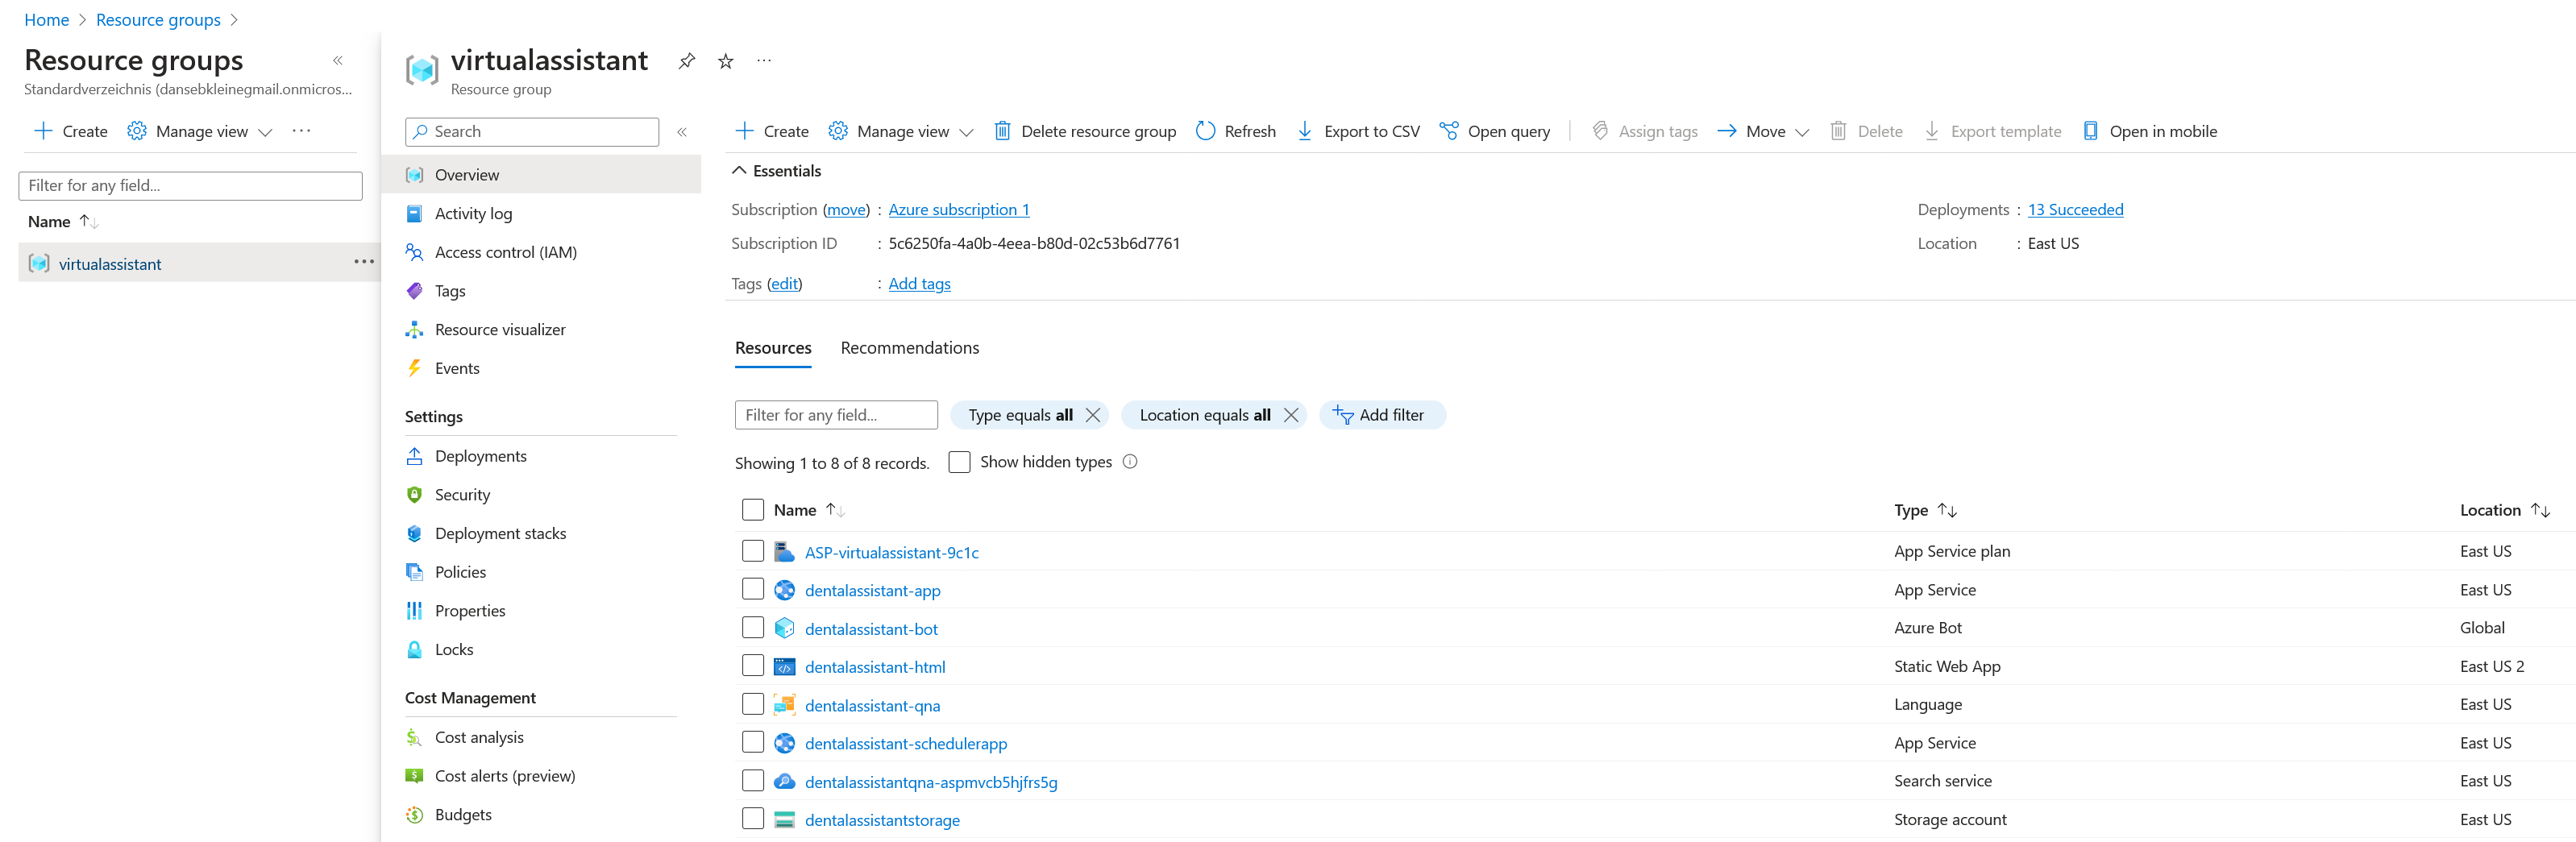 Home > Resource groups >
Resource groups
Standardverzeichnis (dansebkleinegmail.onmicros...
Create Manage view ...
Filter for any field...
Name
virtualassistant
virtualassistant
Resource group
Search
Overview
Activity log
Access control (IAM)
Tags
Resource visualizer
Events
Settings
Deployments
Security
Deployment stacks
Policies
Properties
Locks
Cost Management
Cost analysis
Cost alerts (preview)
Budgets
Create Manage view Delete resource group Refresh Export to CSV Open query Assign tags Move Delete Export template Open in mobile
Essentials
Subscription (move) : Azure subscription 1
Subscription ID : 5c6250fa-4a0b-4eea-b80d-02c53b6d7761
Tags (edit) : Add tags
Deployments : 13 Succeeded
Location : East US
Resources Recommendations
Filter for any field... Type equals all Location equals all Add filter
Showing 1 to 8 of 8 records. Show hidden types
Name Type Location
ASP-virtualassistant-9c1c App Service plan East US
dentalassistant-app App Service East US
dentalassistant-bot Azure Bot Global
dentalassistant-html Static Web App East US 2
dentalassistant-qna Language East US
dentalassistant-schedulerapp App Service East US
dentalassistantqna-aspmvcb5hjfrs5g Search service East US
dentalassistantstorage Storage account East US